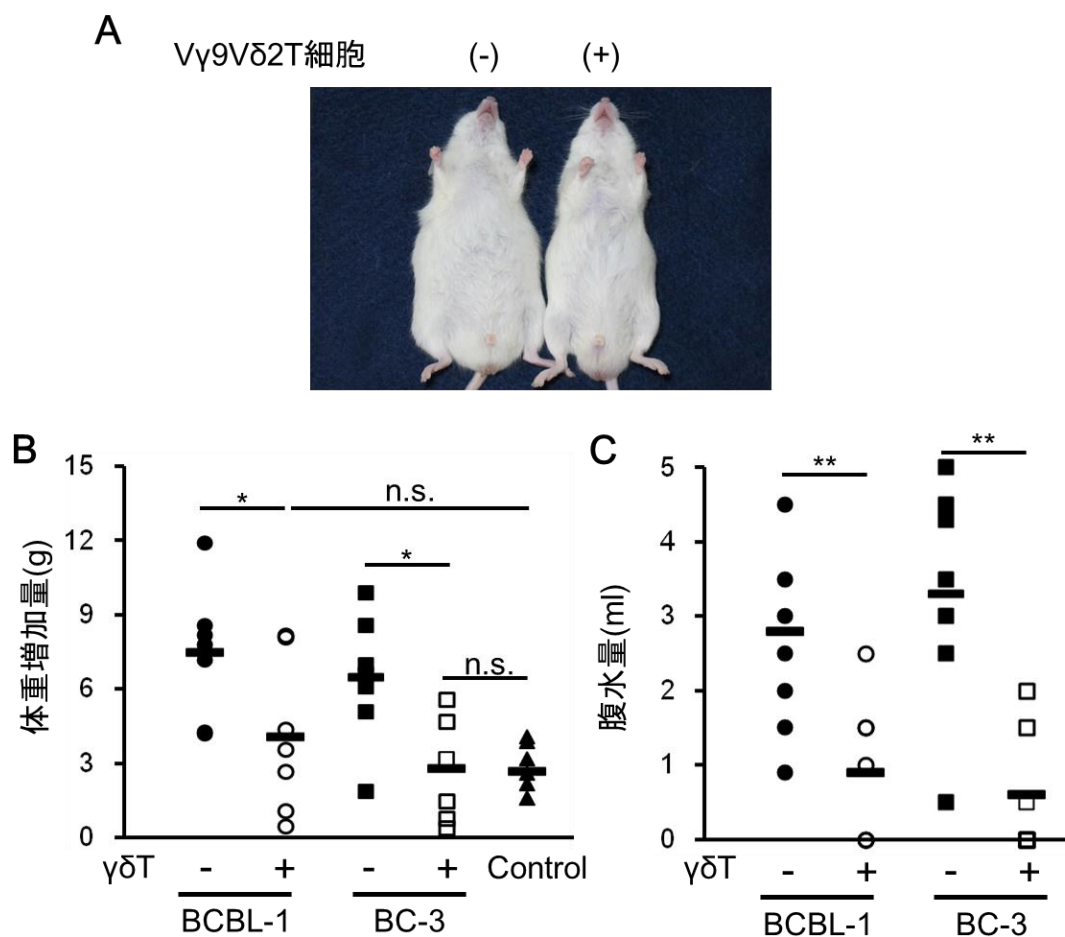 A
Vγ9Vδ2T細胞 (-) (+)
B
体重増加量(g)
15
12
9
6
3
0
*
n.s.
*
n.s.
γδT - + - + Control
BCBL-1 BC-3
C
腹水量(ml)
5
4
3
2
1
0
**
**
γδT - + - +
BCBL-1 BC-3